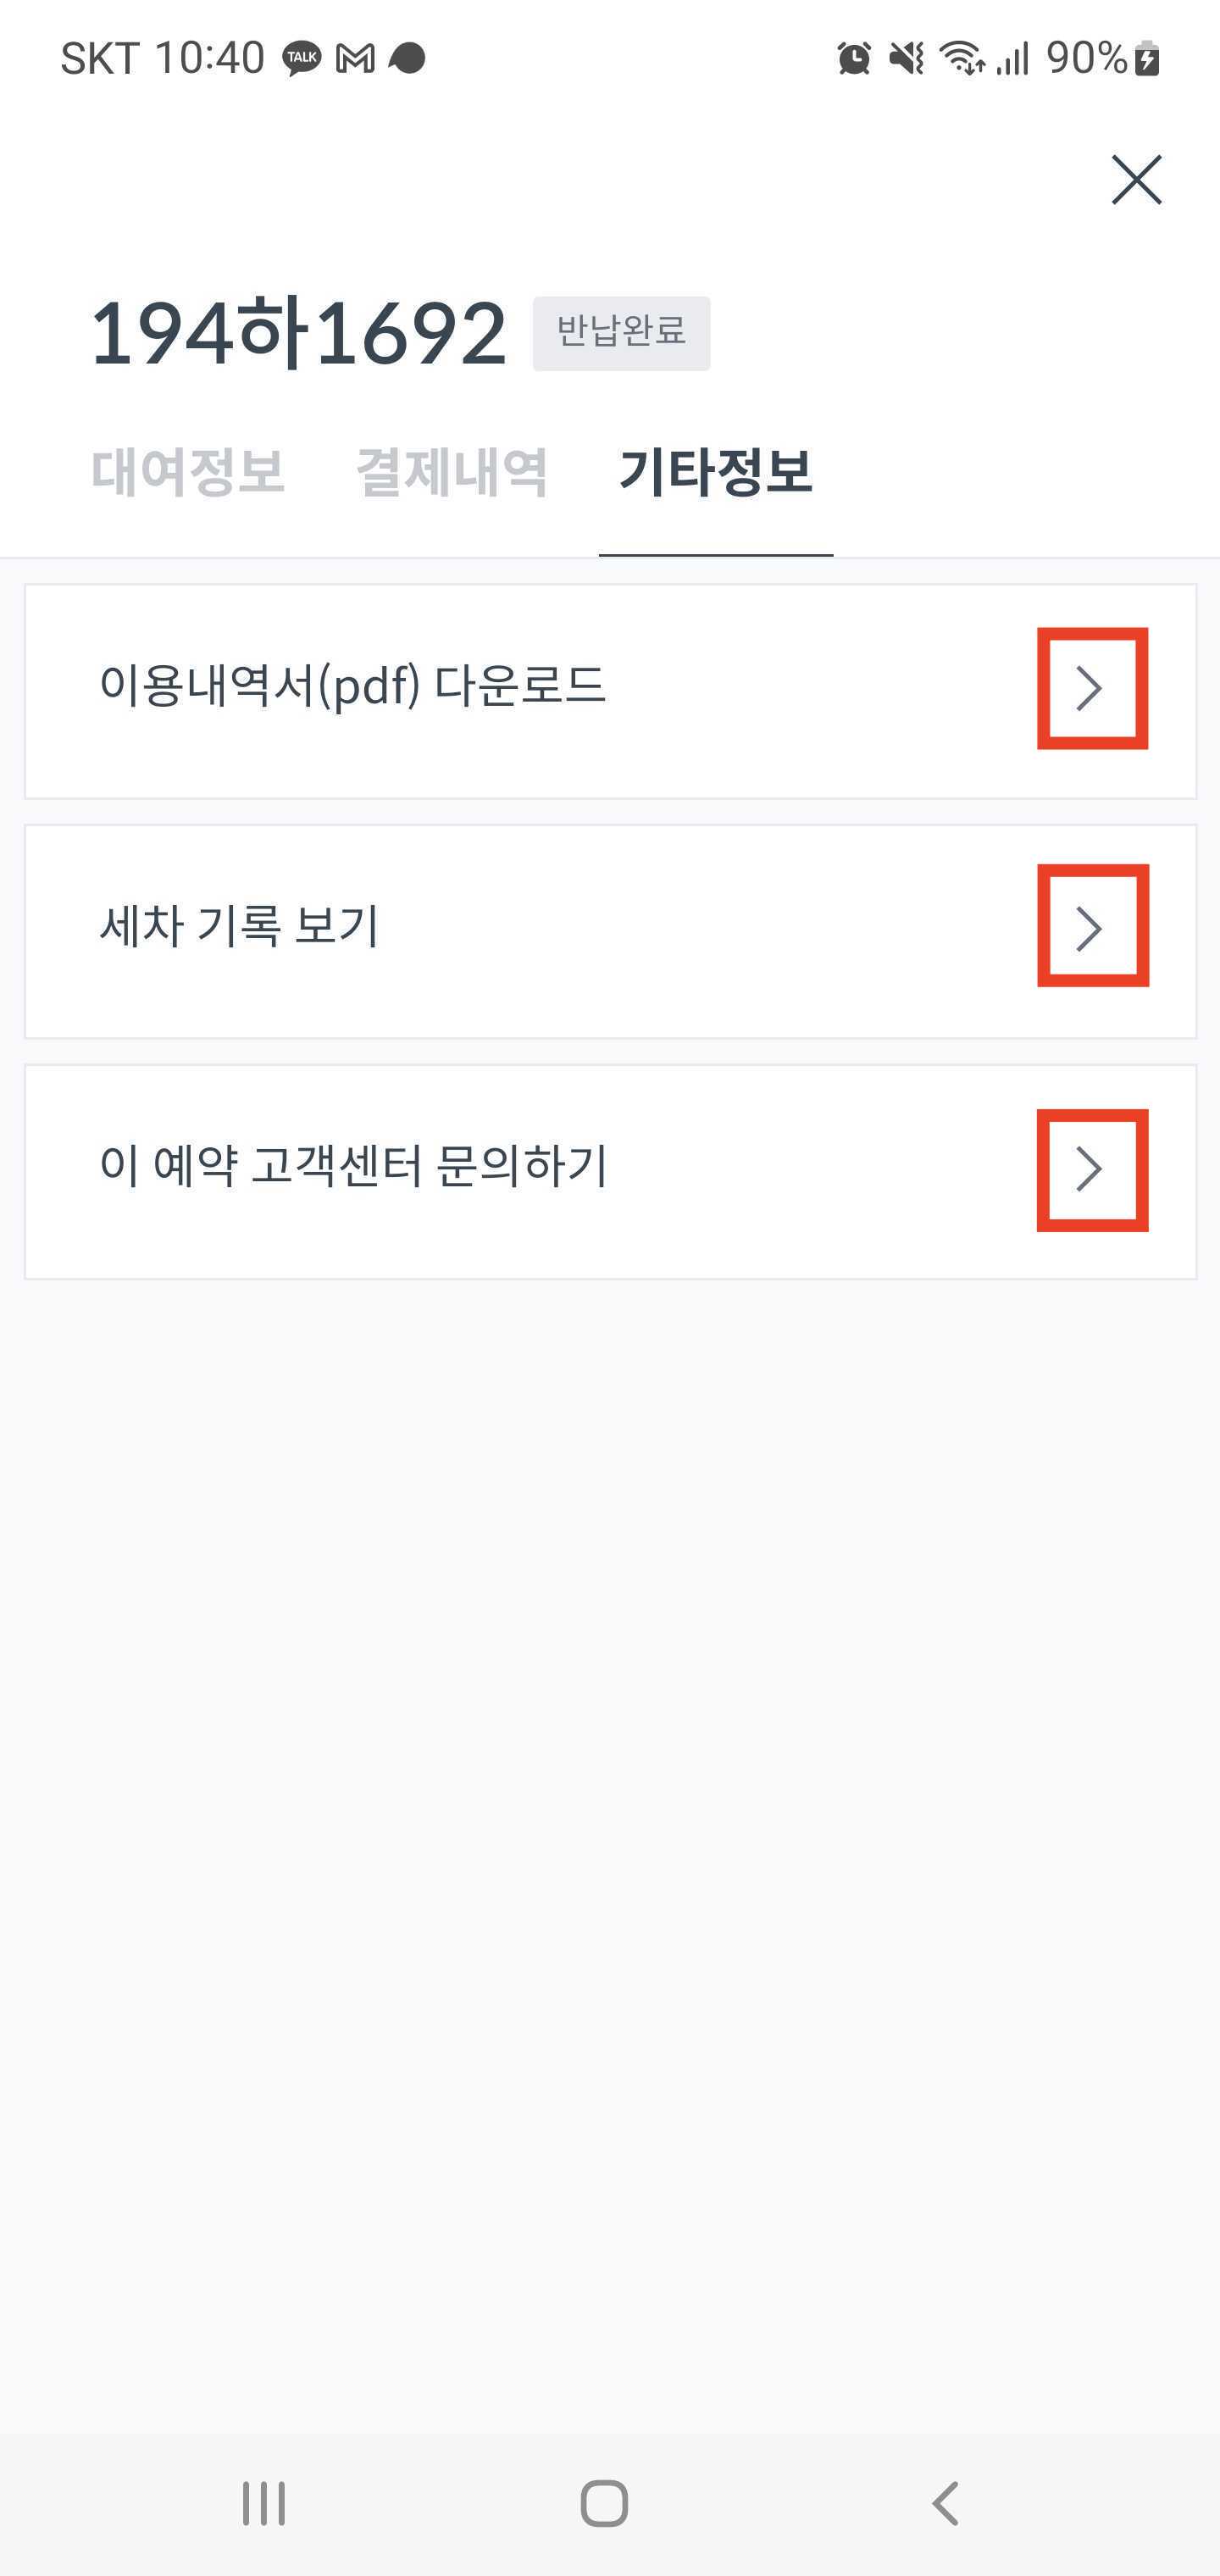 SKT 10:40 TALK 90%
194하1692 반납완료
대여정보 결제내역 기타정보
이용내역서(pdf) 다운로드
세차 기록 보기
이 예약 고객센터 문의하기